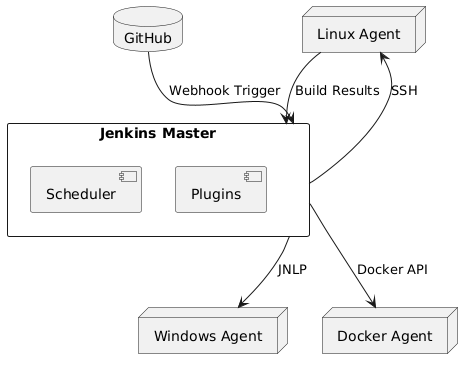 GitHub
Linux Agent
Webhook Trigger
Build Results
SSH
Jenkins Master
Scheduler
Plugins
JNLP
Docker API
Windows Agent
Docker Agent